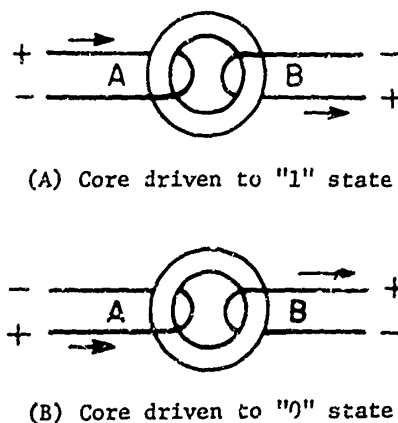 + A B -
- +
(A) Core driven to "1" state
- A B +
+ -
(B) Core driven to "0" state